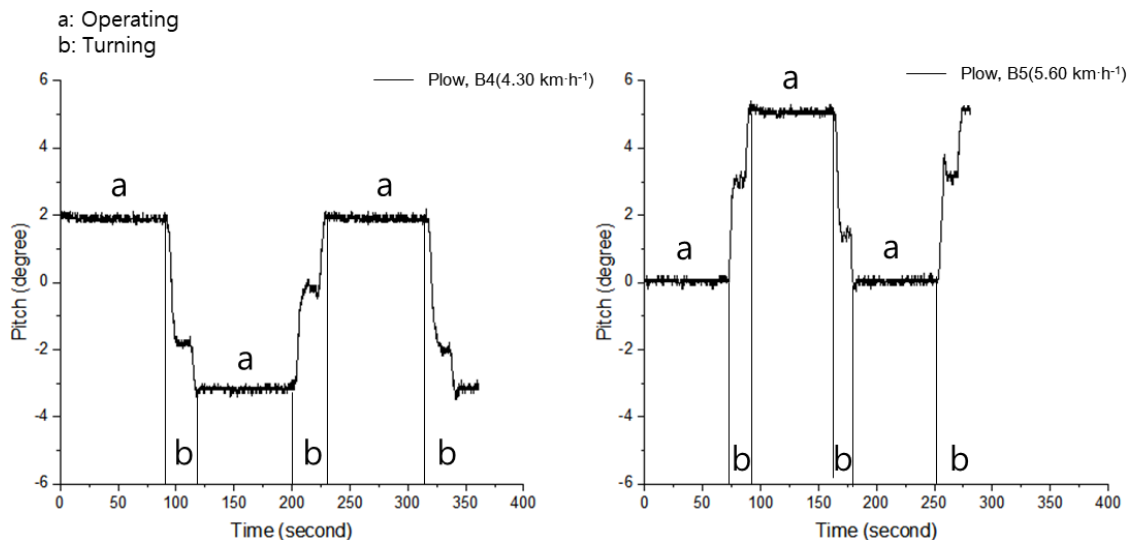 a: Operating
b: Turning
Plow, B4(4.30 km·h⁻¹)
6
4
2
0
-2
-4
-6
Pitch (degree)
a
a
a
b
b
b
0
50
100
150
200
250
300
350
400
Time (second)
Plow, B5(5.60 km·h⁻¹)
6
4
2
0
-2
-4
-6
Pitch (degree)
a
a
a
b
b
b
0
50
100
150
200
250
300
350
400
Time (second)